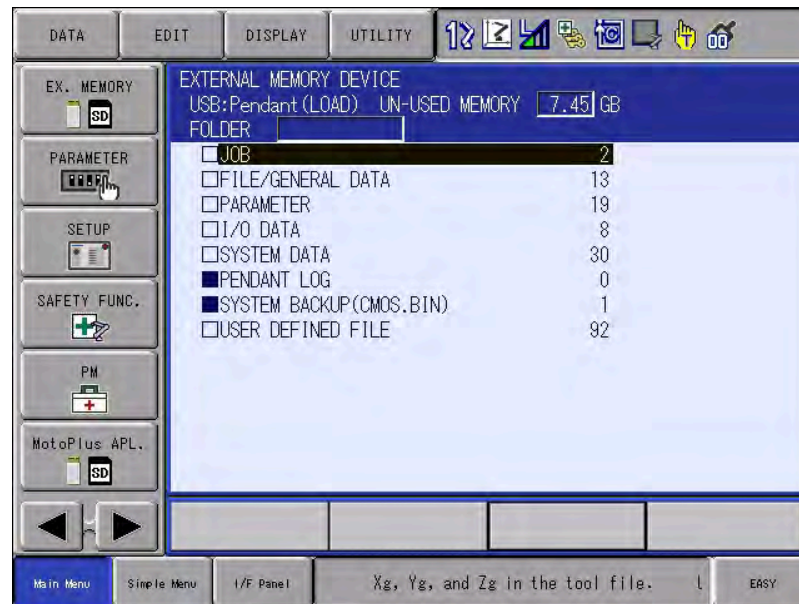 DATA EDIT DISPLAY UTILITY
EX. MEMORY
SD
PARAMETER
SETUP
SAFETY FUNC.
PM
MotoPlus APL.
SD
EXTERNAL MEMORY DEVICE
USB:Pendant(LOAD) UN-USED MEMORY 7.45 GB
FOLDER
JOB 2
FILE/GENERAL DATA 13
PARAMETER 19
I/O DATA 8
SYSTEM DATA 30
PENDANT LOG 0
SYSTEM BACKUP(CMOS.BIN) 1
USER DEFINED FILE 92
Main Menu Simple Menu I/F Panel Xg, Yg, and Zg in the tool file. EASY